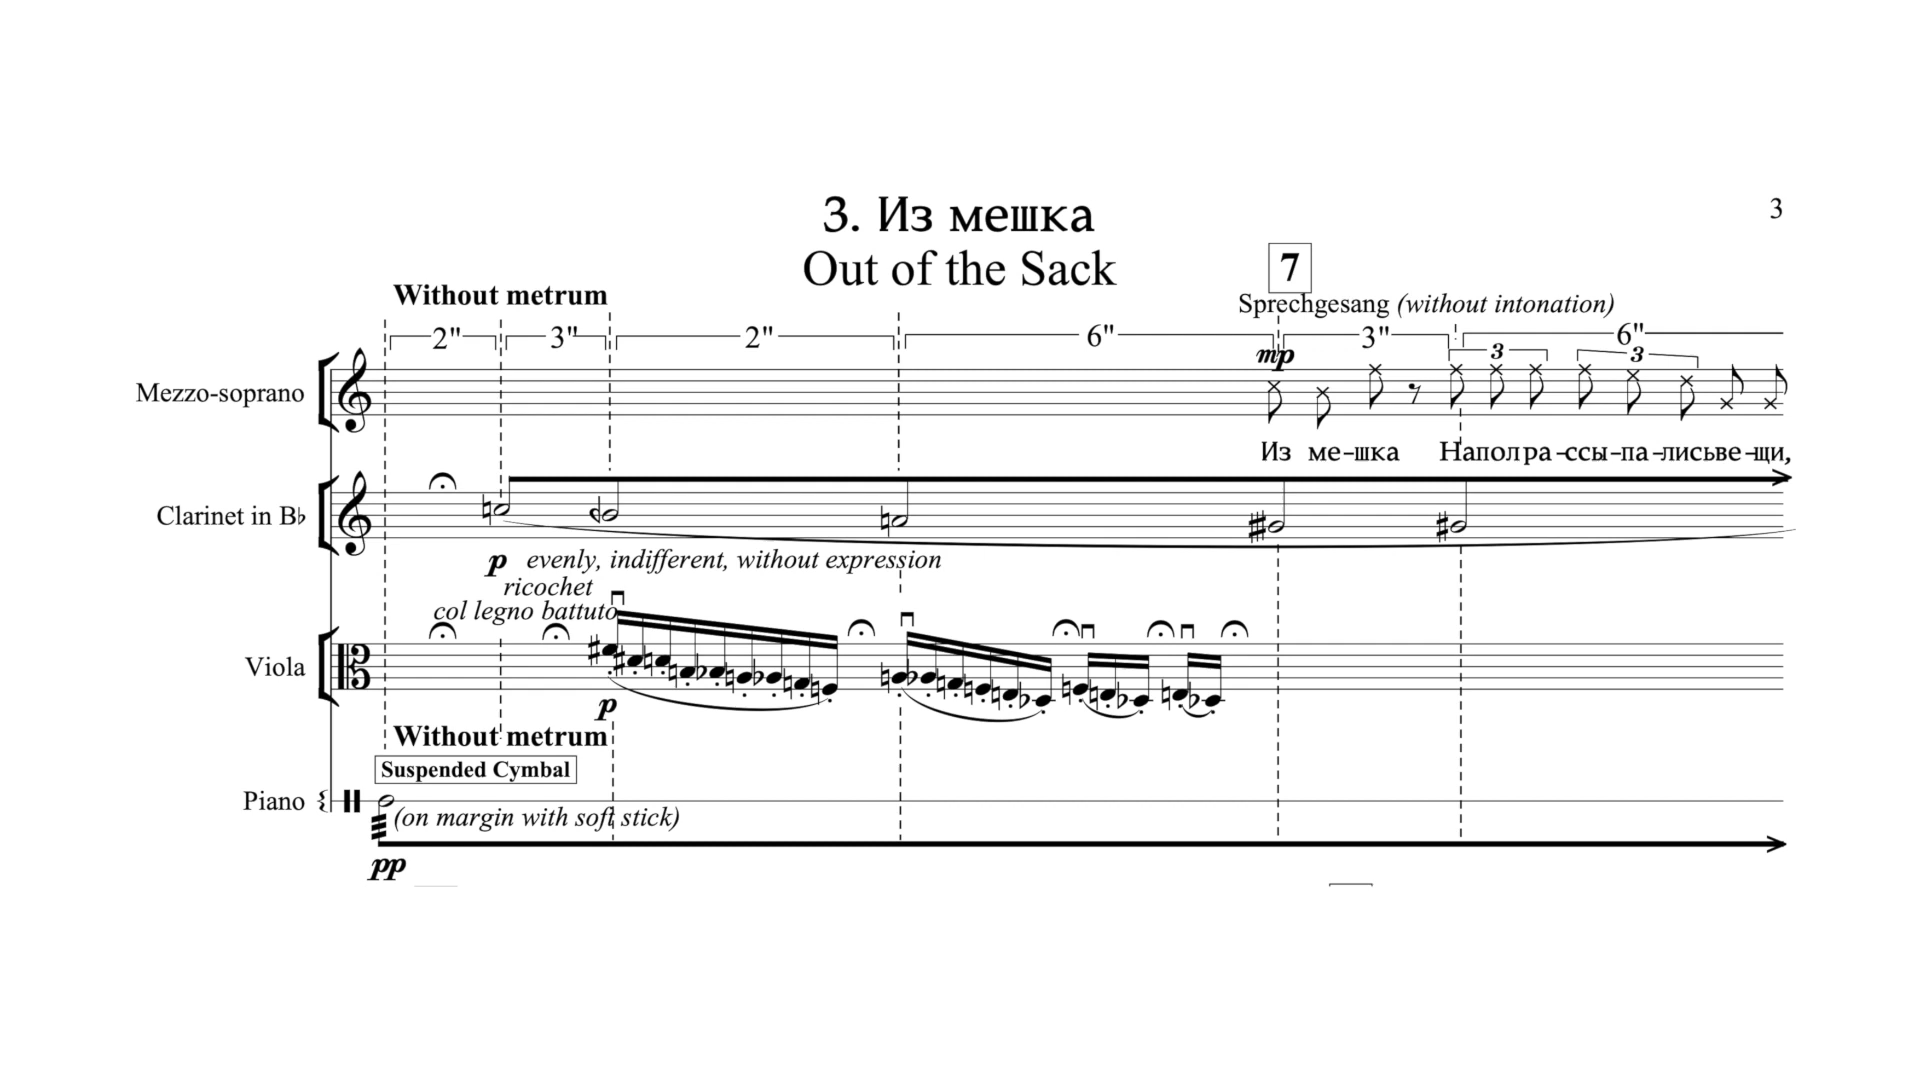 3. Из мешка
3
Out of the Sack
7
Without metrum
Sprechgesang (without intonation)
2" 3" 2" 6" 3" 6"
mp 3 3
Mezzo-soprano
Из ме-шка Напол ра-ссы-па-лисьве-щи,
Clarinet in B♭
p evenly, indifferent, without expression
ricochet
col legno battuto
Viola
p
Without metrum
Suspended Cymbal
Piano
(on margin with soft stick)
pp